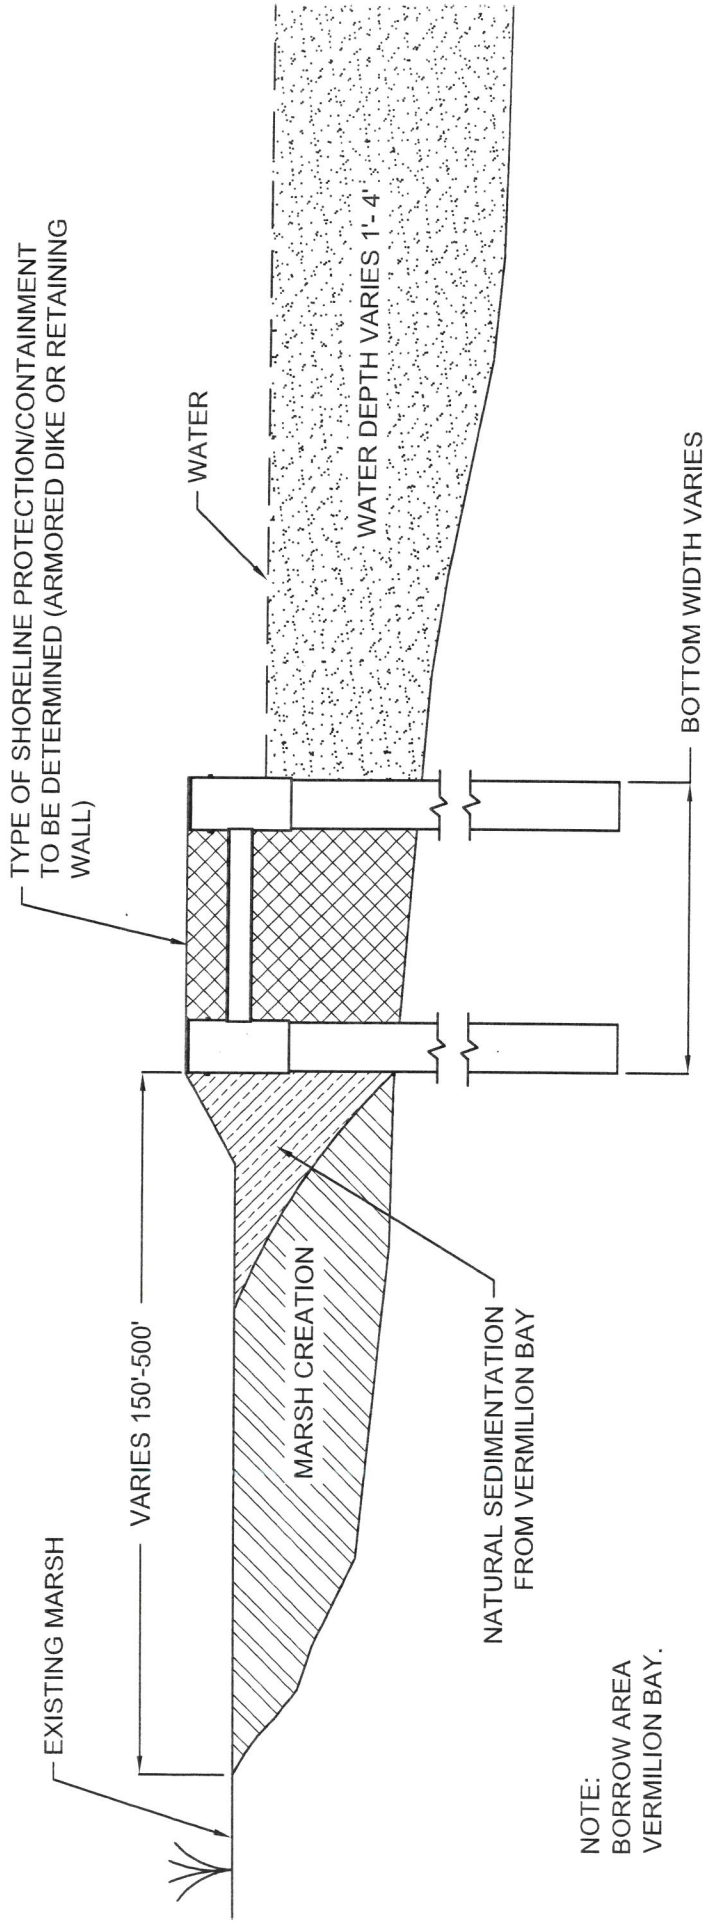 TYPE OF SHORELINE PROTECTION/CONTAINMENT
TO BE DETERMINED (ARMORED DIKE OR RETAINING
WALL)
EXISTING MARSH
VARIES 150'-500'
WATER
WATER DEPTH VARIES 1'- 4'
MARSH CREATION
NATURAL SEDIMENTATION
FROM VERMILION BAY
BOTTOM WIDTH VARIES
NOTE:
BORROW AREA
VERMILION BAY.